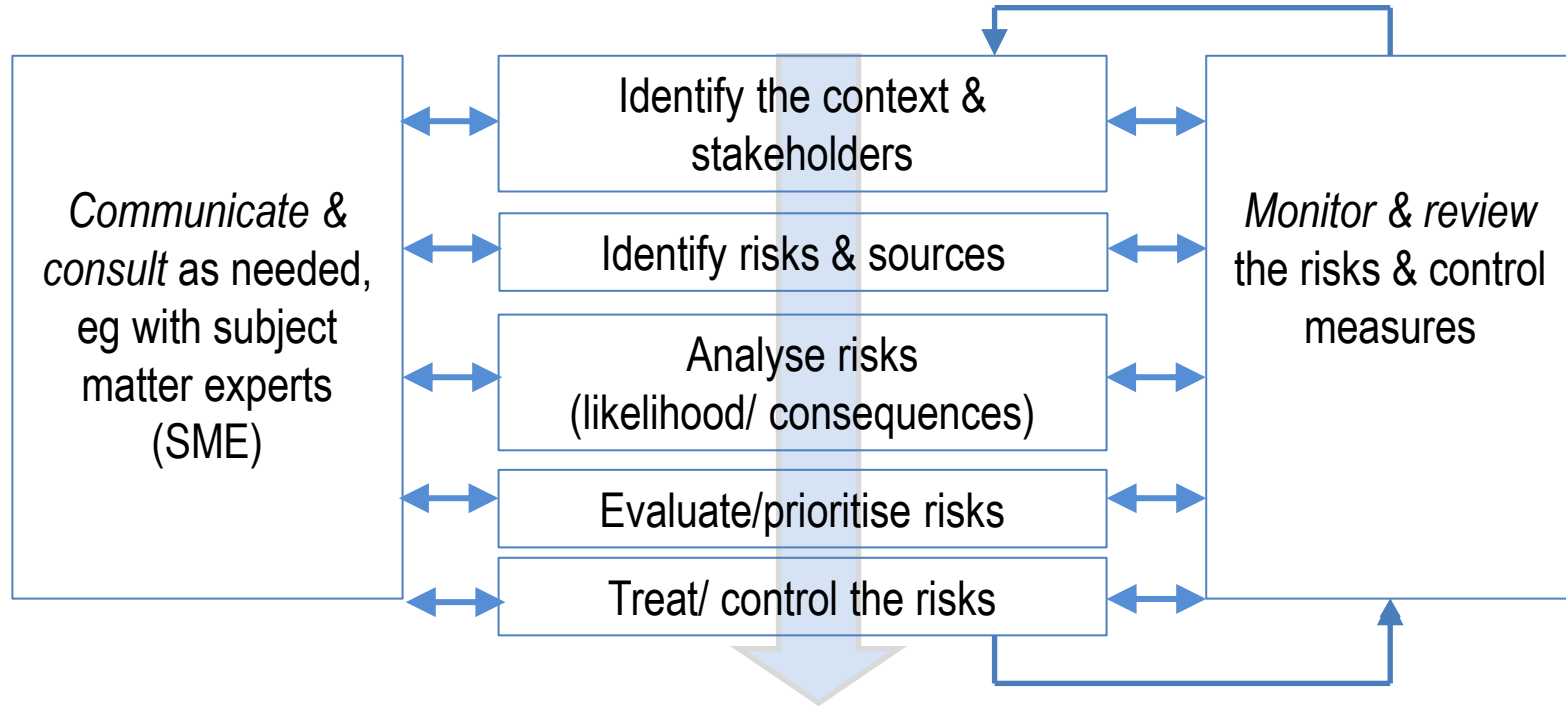 Communicate &
consult as needed,
eg with subject
matter experts
(SME)
Identify the context &
stakeholders
Identify risks & sources
Analyse risks
(likelihood/ consequences)
Evaluate/prioritise risks
Treat/ control the risks
Monitor & review
the risks & control
measures